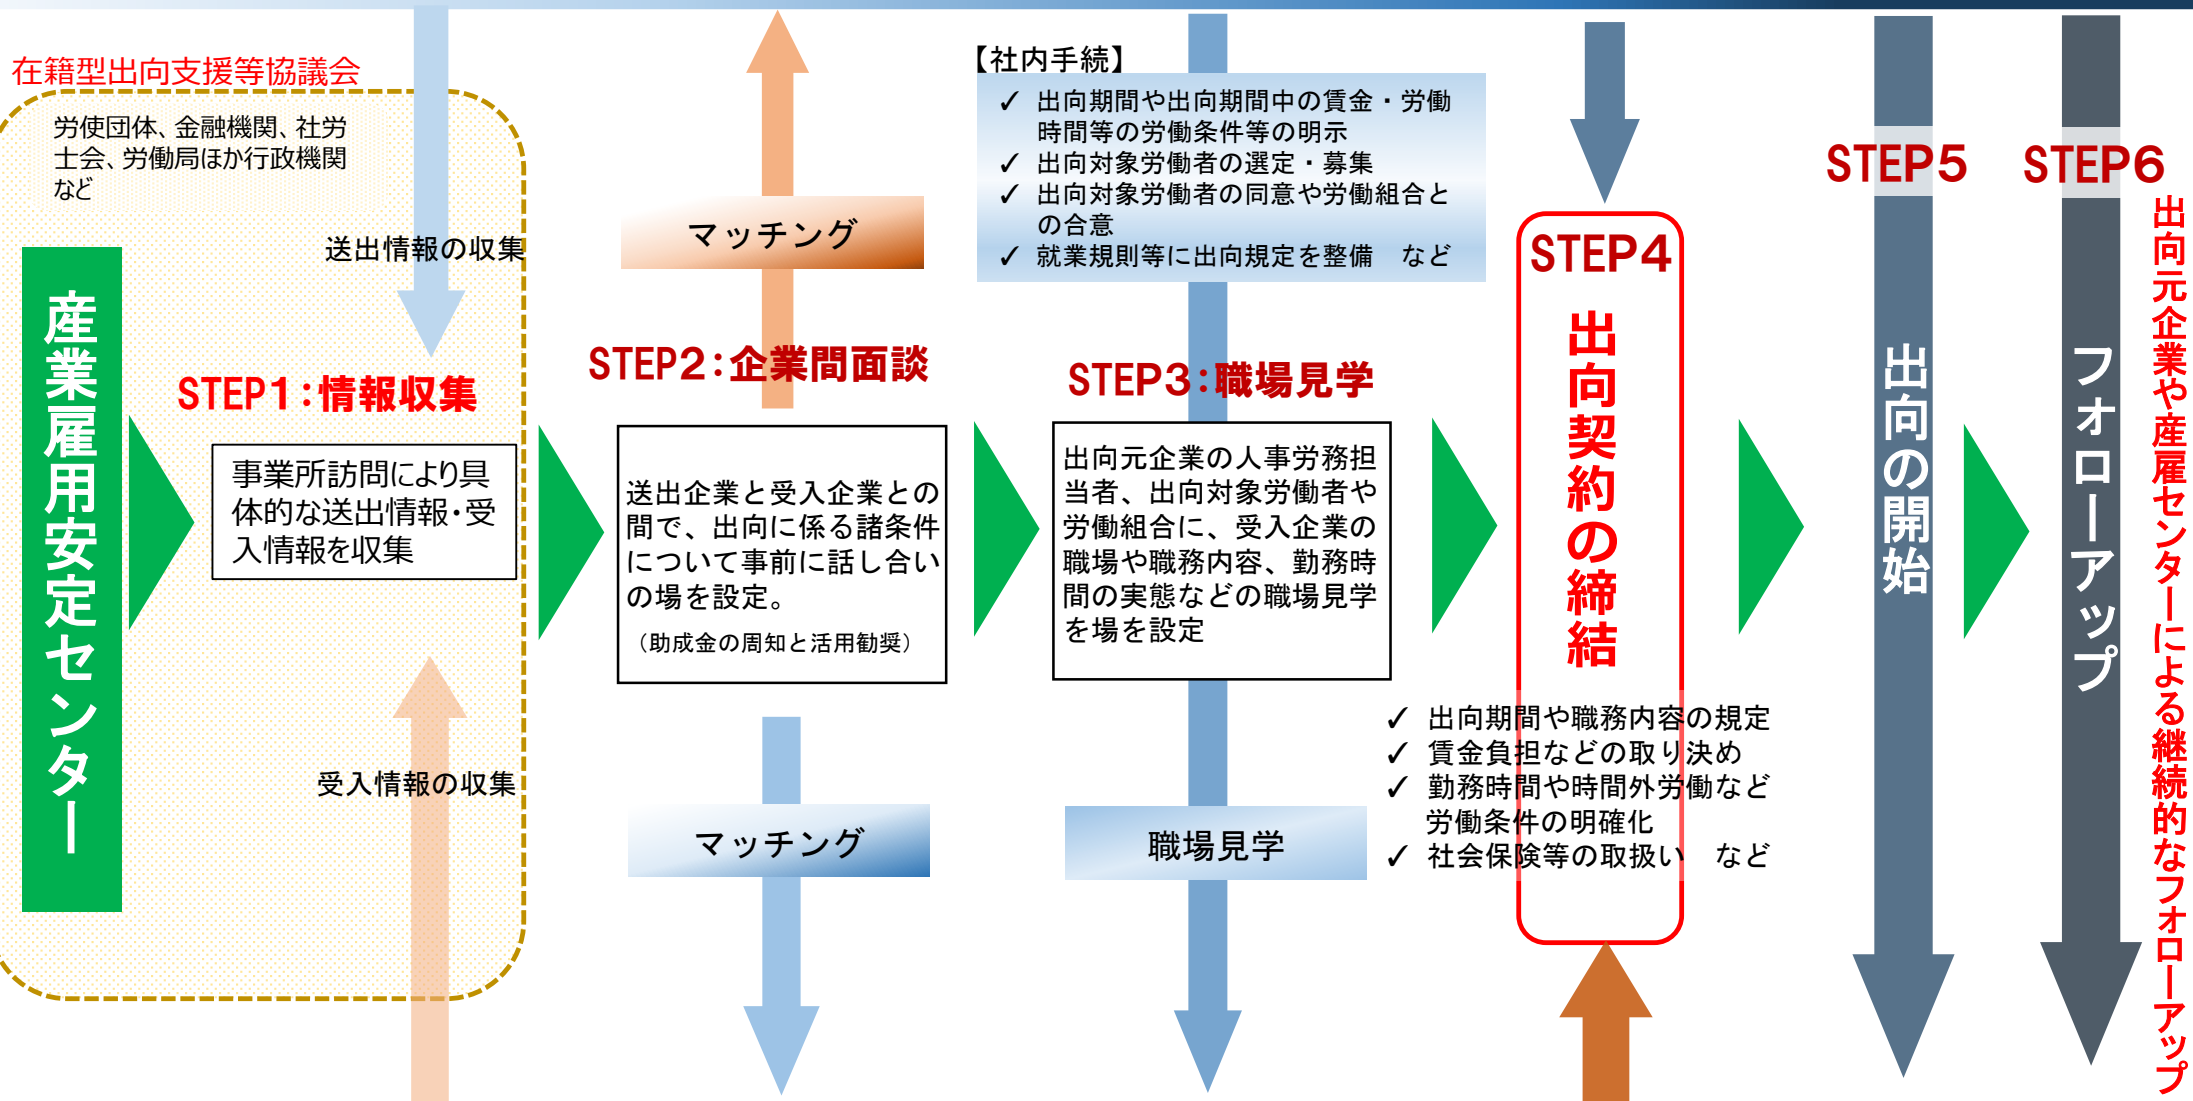 在籍型出向支援等協議会
労使団体、金融機関、社労
士会、労働局ほか行政機関
など
産業雇用安定センター
送出情報の収集
STEP1：情報収集
事業所訪問により具
体的な送出情報・受
入情報を収集
受入情報の収集
マッチング
STEP2：企業間面談
送出企業と受入企業との
間で、出向に係る諸条件
について事前に話し合い
の場を設定。
（助成金の周知と活用勧奨）
マッチング
【社内手続】
✓ 出向期間や出向期間中の賃金・労働
時間等の労働条件等の明示
✓ 出向対象労働者の選定・募集
✓ 出向対象労働者の同意や労働組合と
の合意
✓ 就業規則等に出向規定を整備　など
STEP3：職場見学
出向元企業の人事労務担
当者、出向対象労働者や
労働組合に、受入企業の
職場や職務内容、勤務時
間の実態などの職場見学
を場を設定
職場見学
STEP4
出向契約の締結
✓ 出向期間や職務内容の規定
✓ 賃金負担などの取り決め
✓ 勤務時間や時間外労働など
労働条件の明確化
✓ 社会保険等の取扱い　など
STEP5
出向の開始
STEP6
フォローアップ
出向元企業や産雇センターによる継続的なフォローアップ